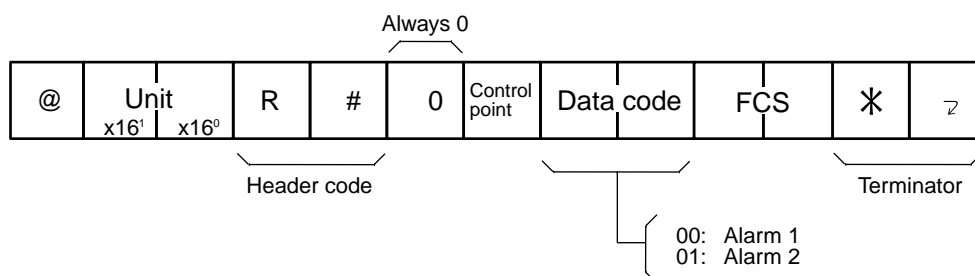 Always 0
@ Unit R # 0 Control point Data code FCS * ↵
x16¹ x16⁰
Header code Terminator
00: Alarm 1
01: Alarm 2